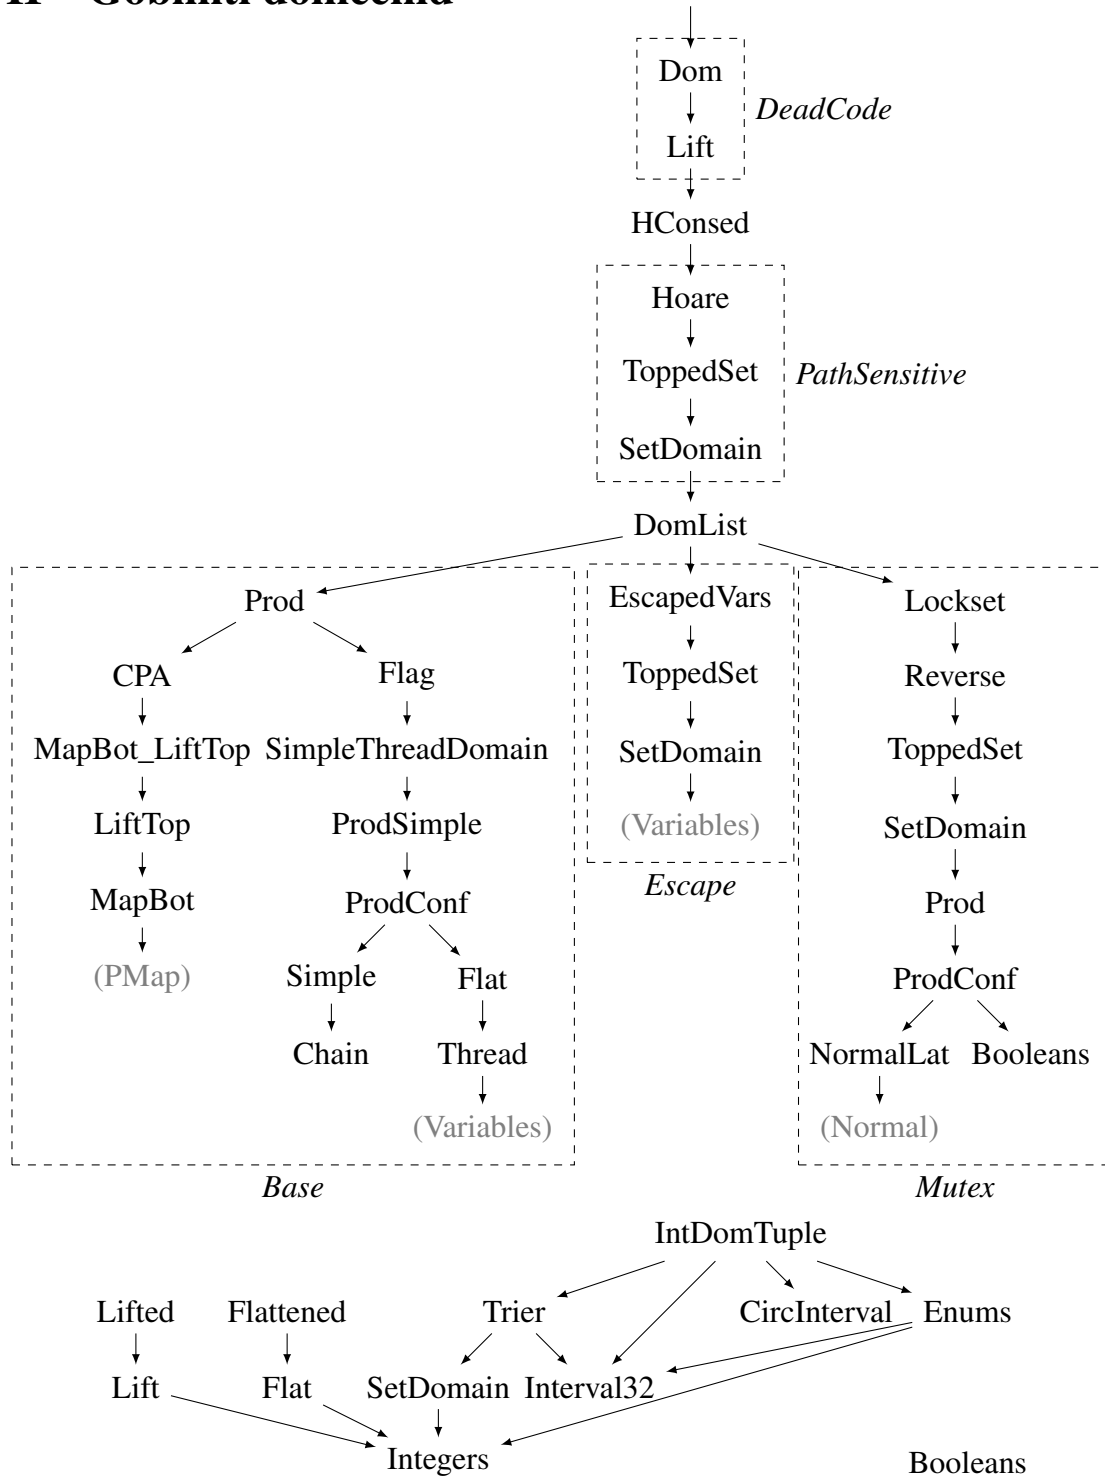 Goblinti domeenid
Dom
DeadCode
Lift
HConsed
Hoare
ToppedSet PathSensitive
SetDomain
DomList
Prod EscapedVars Lockset
CPA Flag ToppedSet Reverse
MapBot_LiftTop SimpleThreadDomain SetDomain ToppedSet
LiftTop ProdSimple (Variables) SetDomain
Escape
MapBot ProdConf Prod
(PMap) Simple Flat ProdConf
Chain Thread NormalLat Booleans
(Variables) (Normal)
Base Mutex
IntDomTuple
Lifted Flattened Trier CircInterval Enums
Lift Flat SetDomain Interval32
Integers Booleans